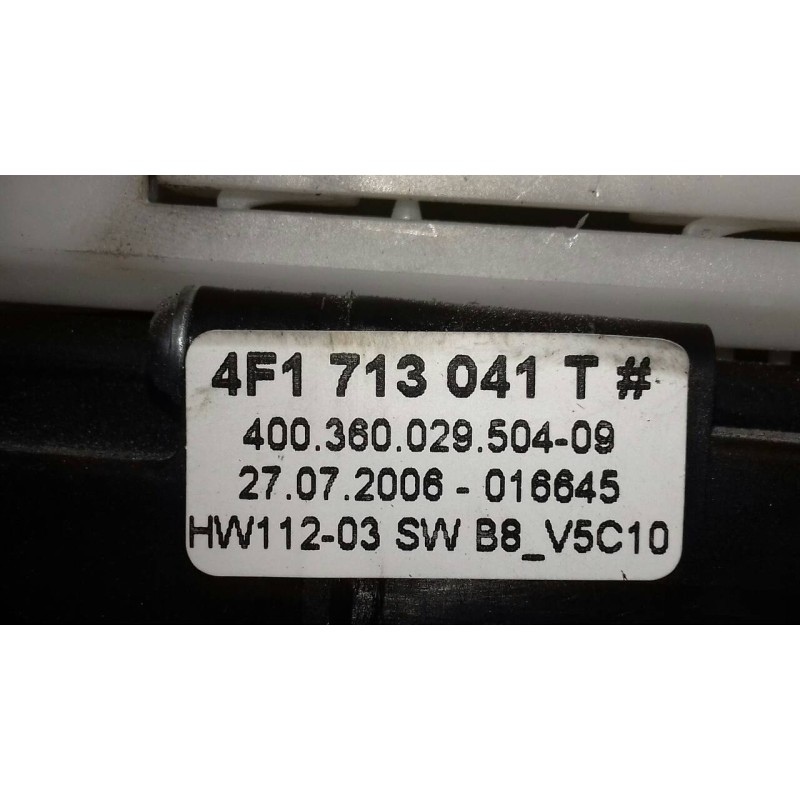 4F1 713 041 T #
400.360.029.504-09
27.07.2006 - 016645
HW112-03 SW B8_V5C10